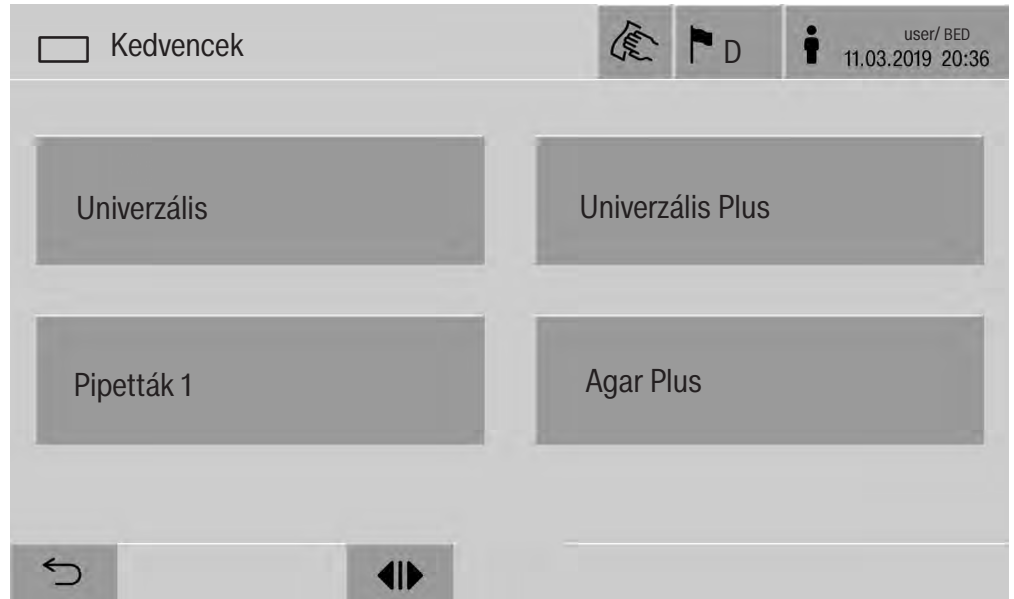 Kedvencek
D
user/ BED
11.03.2019 20:36
Univerzális
Univerzális Plus
Pipetták 1
Agar Plus